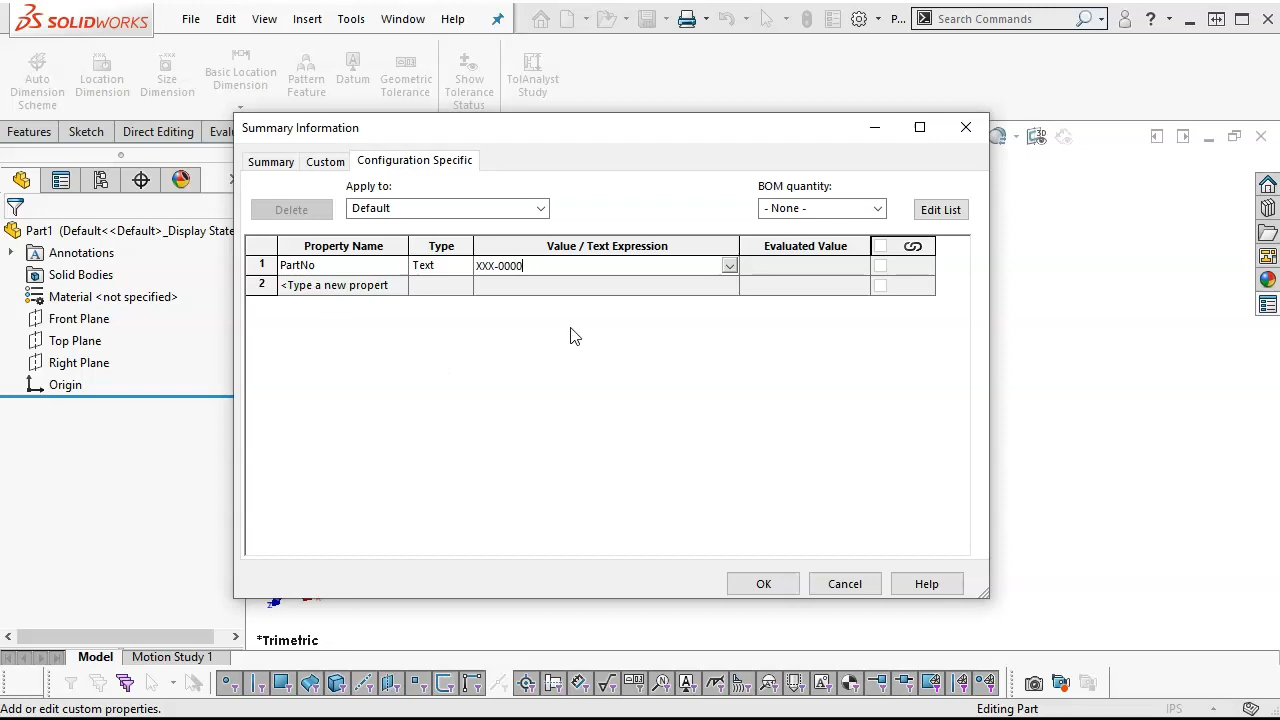 SOLIDWORKS
File Edit View Insert Tools Window Help
P...
Search Commands
Auto Dimension Scheme
Location Dimension
Size Dimension
Basic Location Dimension
Pattern Feature
Datum
Geometric Tolerance
Show Tolerance Status
TolAnalyst Study
Features Sketch Direct Editing Evalu
Summary Information
Summary Custom Configuration Specific
Apply to:
BOM quantity:
Delete Default - None - Edit List
Property Name Type Value / Text Expression Evaluated Value
1 PartNo Text XXX-0000
2 <Type a new propert
OK Cancel Help
Part1 (Default<<Default>_Display State
Annotations
Solid Bodies
Material <not specified>
Front Plane
Top Plane
Right Plane
Origin
*Trimetric
Model Motion Study 1
Add or edit custom properties.
Editing Part
IPS